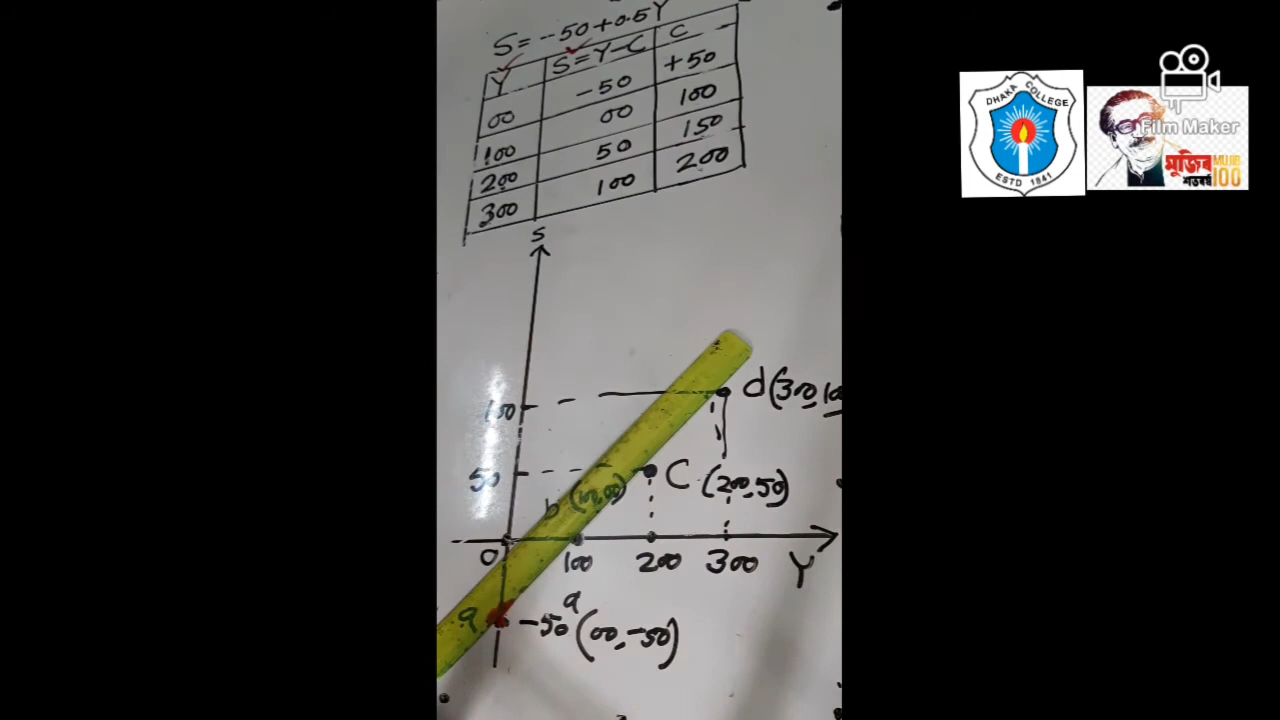 S = -50+0.5Y
Y S=Y-C C
00 -50 +50
100 00 100
200 50 150
300 100 200
S
100 d(300,100
50 C (200,50)
b (100,00)
0 100 200 300 Y
a
a -50 (00,-50)
DHAKA COLLEGE
ESTD 1841
Film Maker
মুজিব MUJIB
শতবর্ষ 100